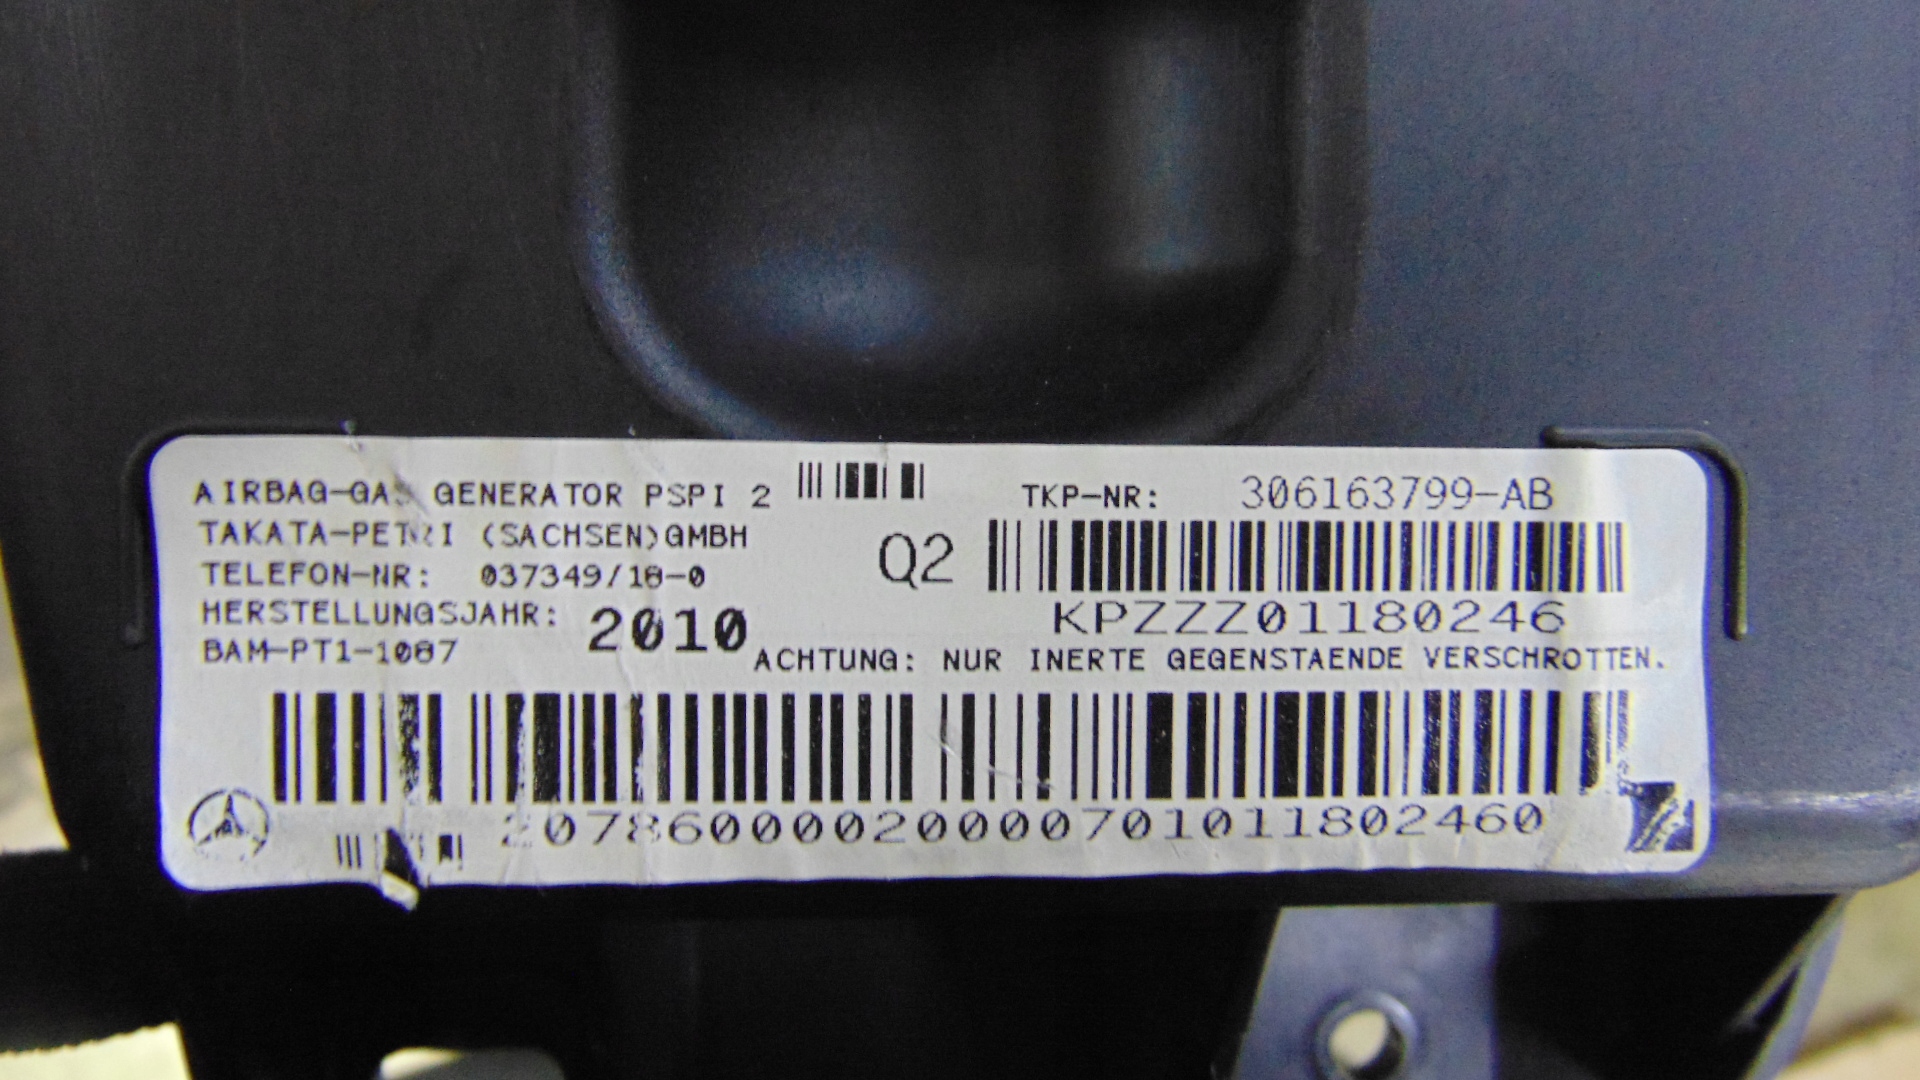 AIRBAG-GAS GENERATOR PSPI 2
TKP-NR: 306163799-AB
TAKATA-PETRI (SACHSEN)GMBH
Q2
TELEFON-NR: 037349/18-0
KPZZZ01180246
HERSTELLUNGSJAHR: 2010
BAM-PT1-1087
ACHTUNG: NUR INERTE GEGENSTAENDE VERSCHROTTEN.
2078600002000070101180246​0